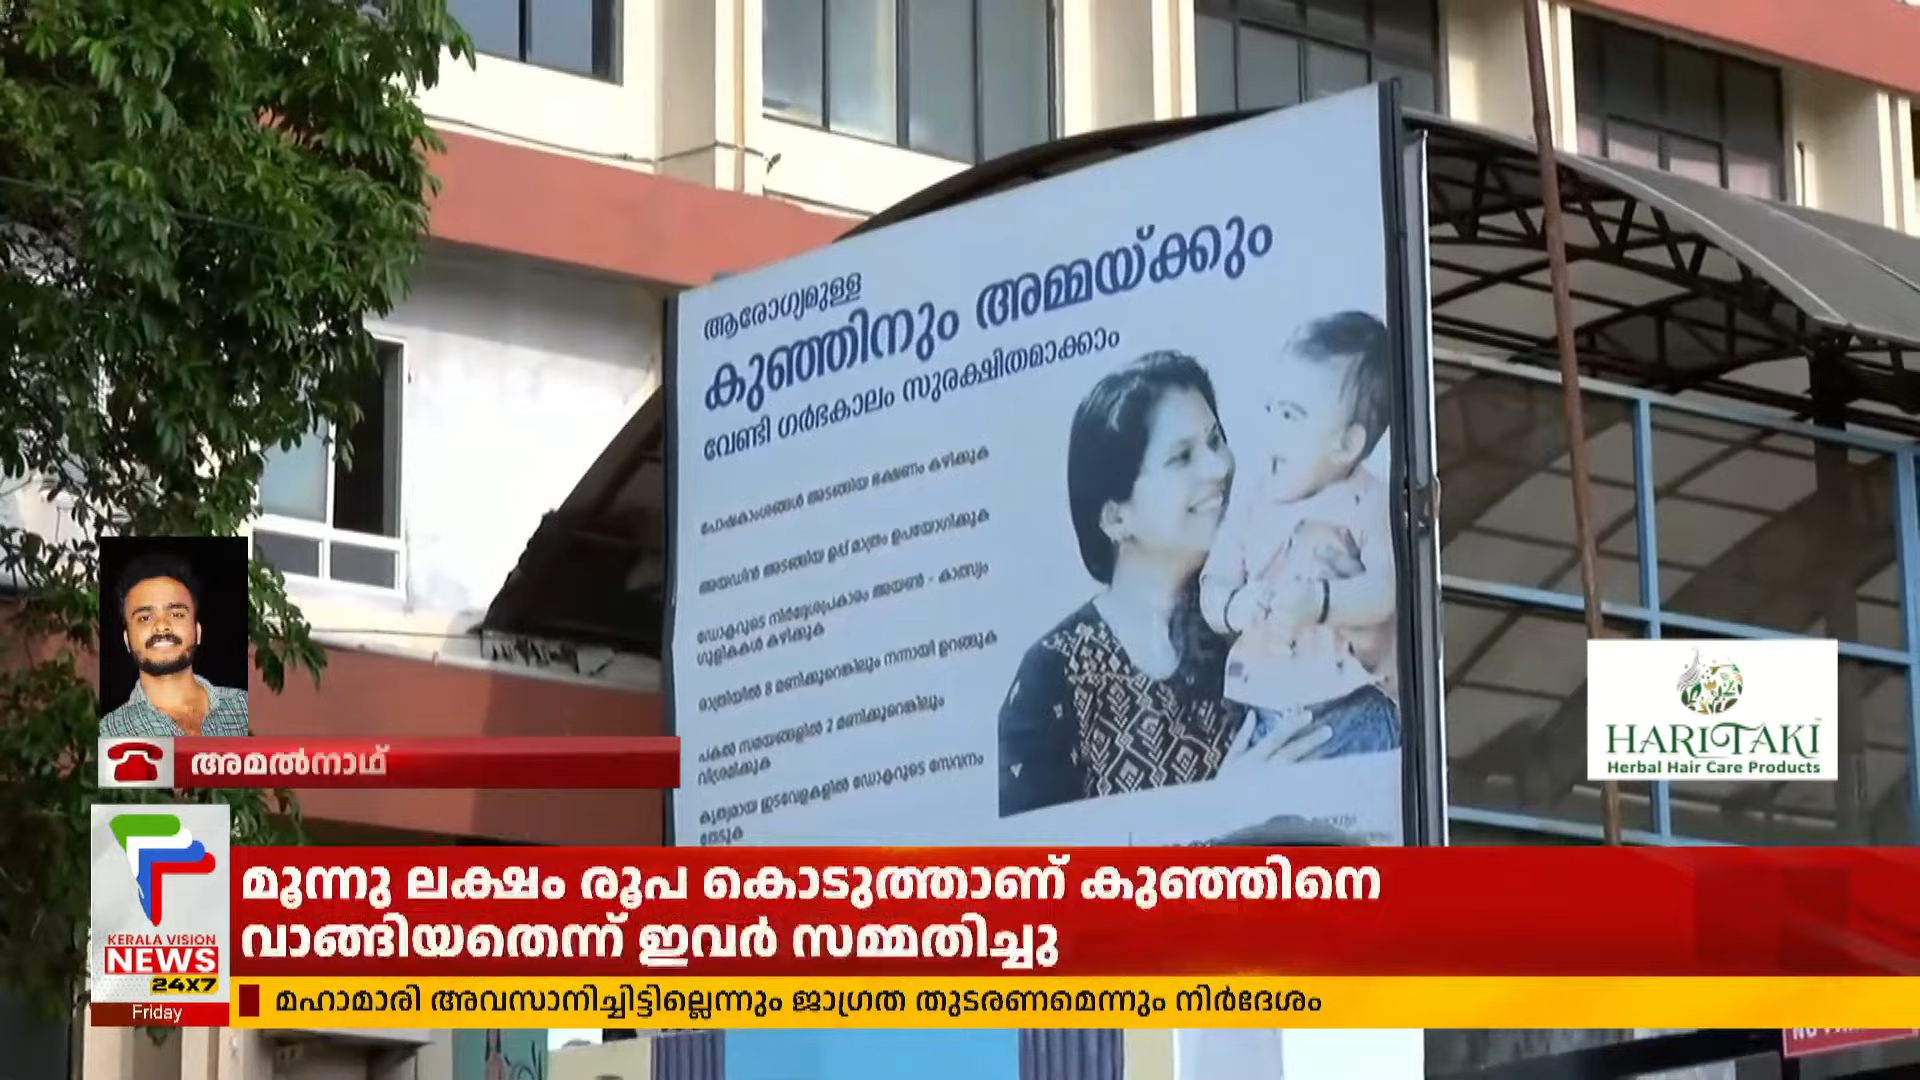 ആരോഗ്യമുള്ള
കുഞ്ഞിനും അമ്മയ്ക്കും
വേണ്ടി ഗർഭകാലം സുരക്ഷിതമാക്കാം
പോഷകാംശങ്ങൾ അടങ്ങിയ ഭക്ഷണം കഴിക്കുക
അയഡിൻ അടങ്ങിയ ഉപ്പ് മാത്രം ഉപയോഗിക്കുക
ഡോക്ടറുടെ നിർദ്ദേശപ്രകാരം അയൺ - കാത്സ്യം
ഗുളികകൾ കഴിക്കുക
രാത്രിയിൽ 8 മണിക്കൂറെങ്കിലും നന്നായി ഉറങ്ങുക
പകൽ സമയങ്ങളിൽ 2 മണിക്കൂറെങ്കിലും
വിശ്രമിക്കുക
കൃത്യമായ ഇടവേളകളിൽ ഡോക്ടറുടെ സേവനം
തേടുക
HARITAKI
Herbal Hair Care Products
അമൽനാഥ്
KERALA VISION
NEWS
24X7
Friday
മൂന്നു ലക്ഷം രൂപ കൊടുത്താണ് കുഞ്ഞിനെ
വാങ്ങിയതെന്ന് ഇവർ സമ്മതിച്ചു
മഹാമാരി അവസാനിച്ചിട്ടില്ലെന്നും ജാഗ്രത തുടരണമെന്നും നിർദേശം